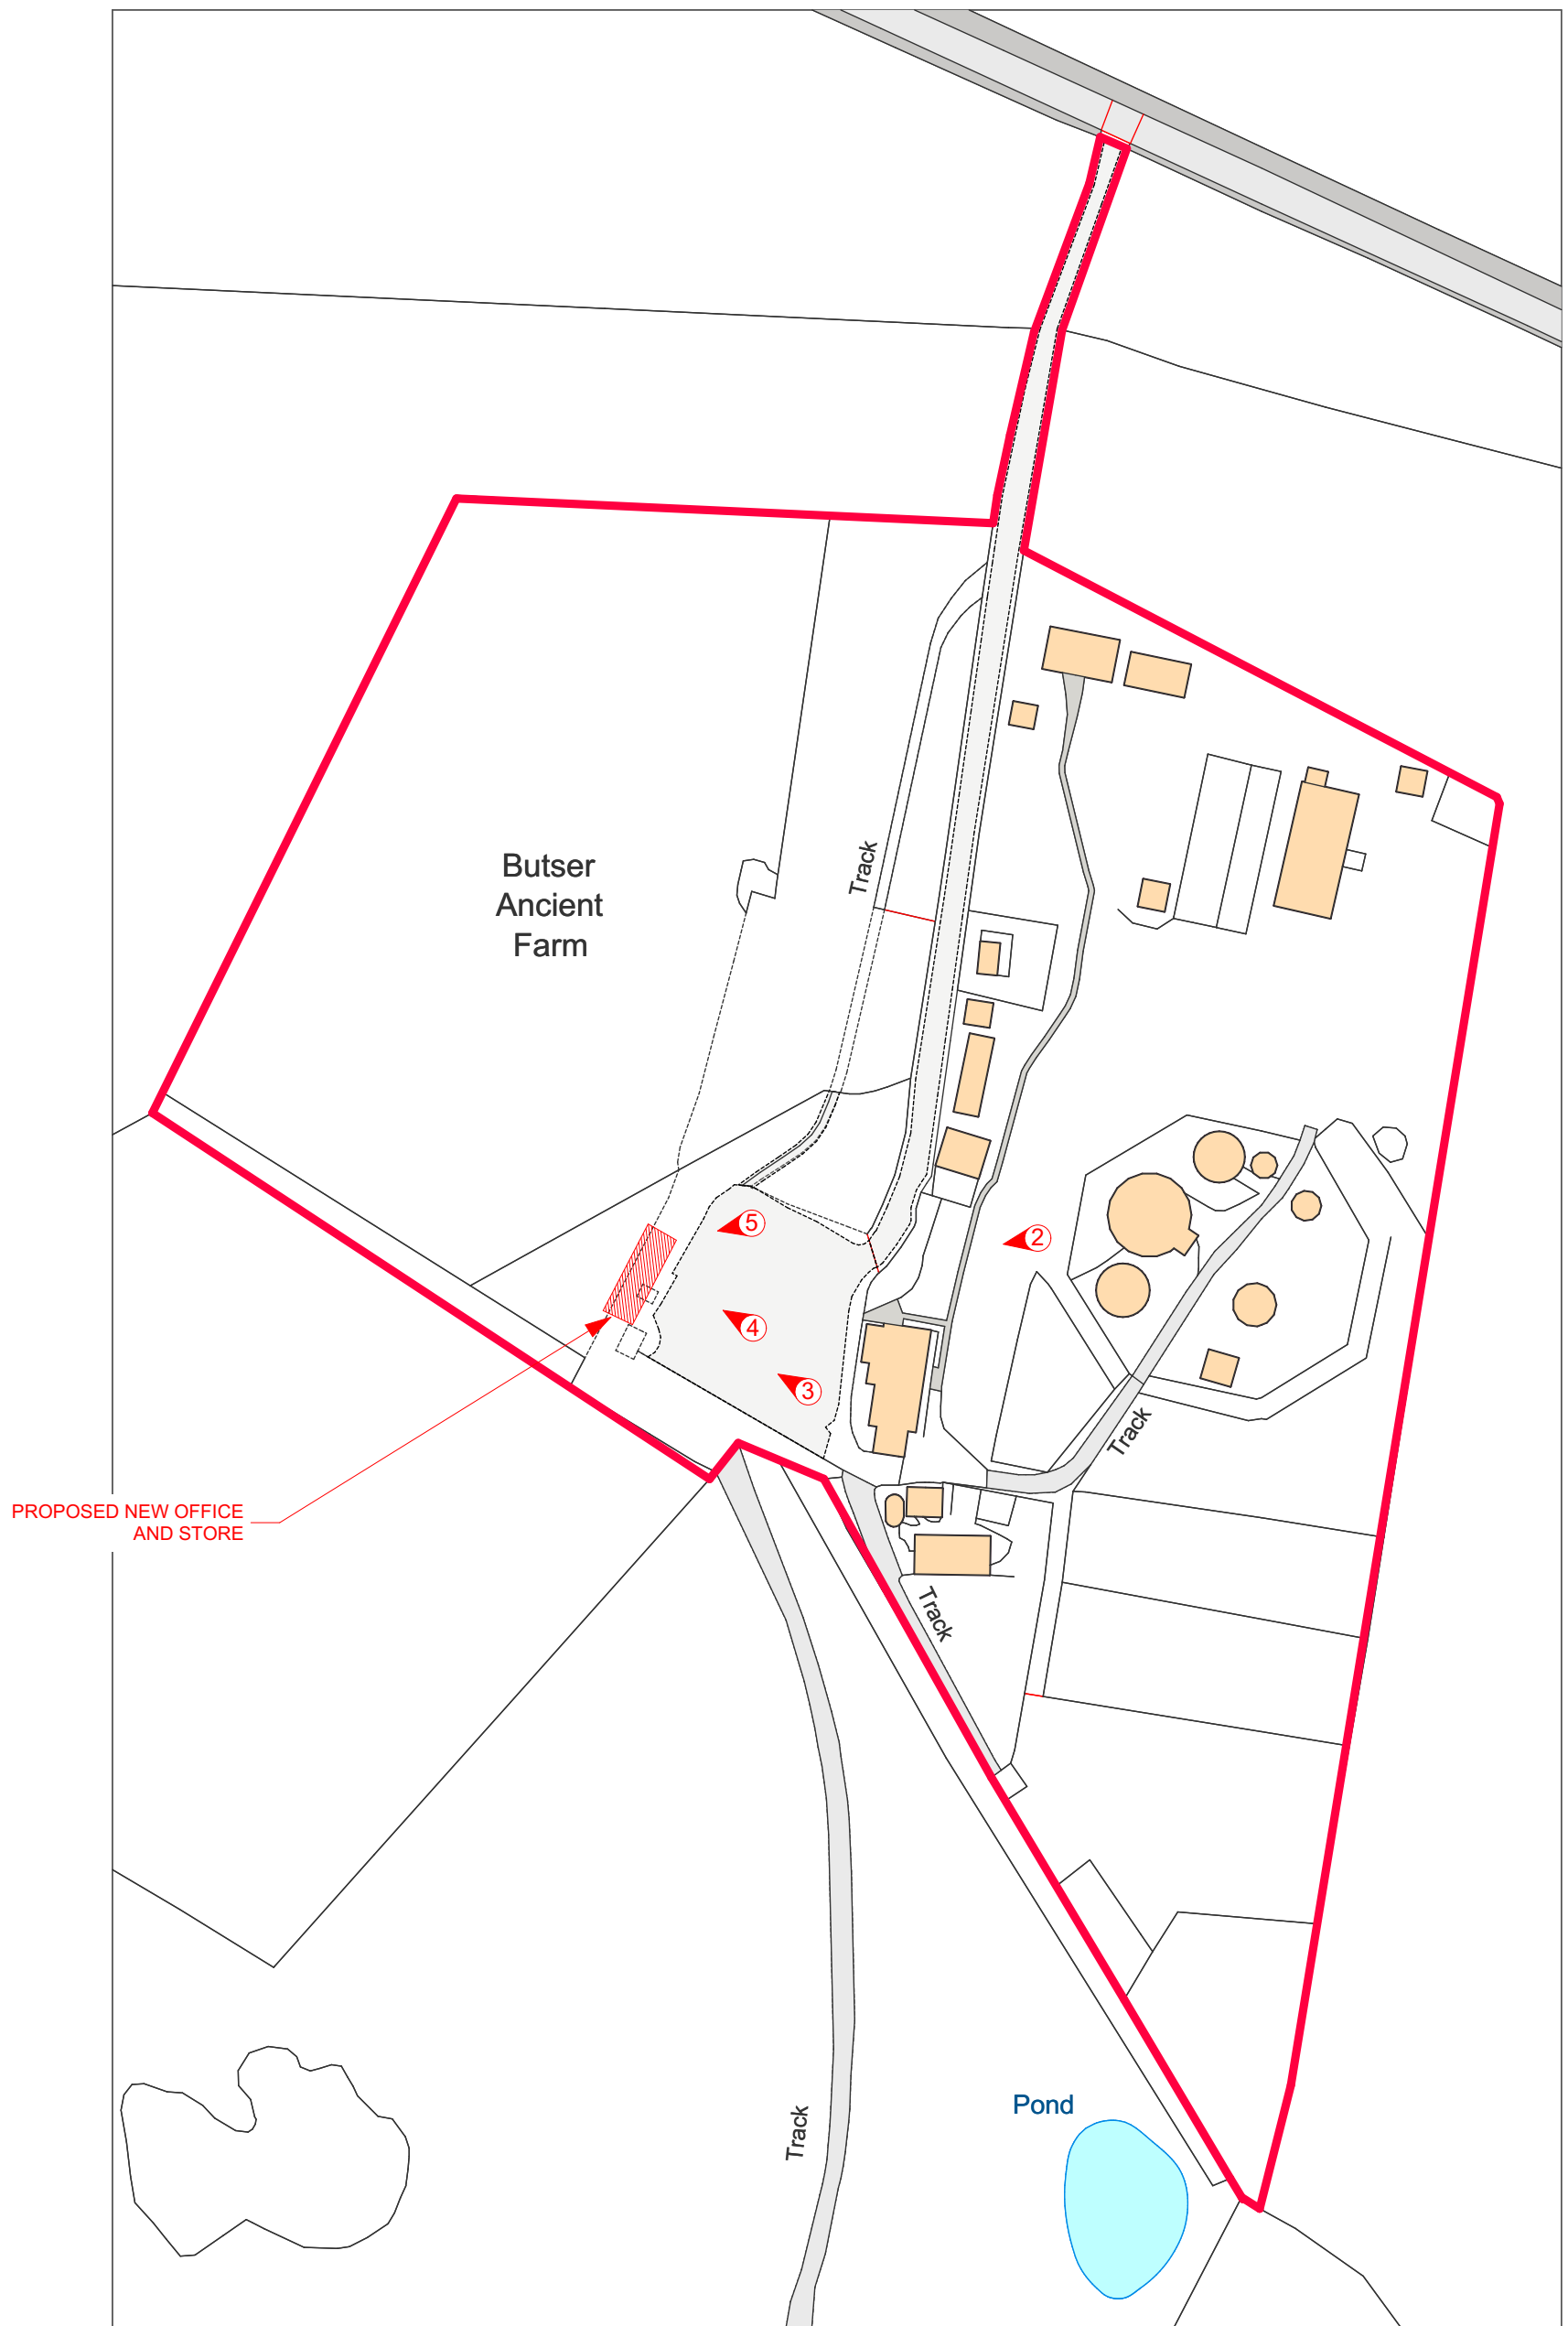 Track
Butser
Ancient
Farm
5
2
4
3
Track
PROPOSED NEW OFFICE
AND STORE
Track
Pond
Track